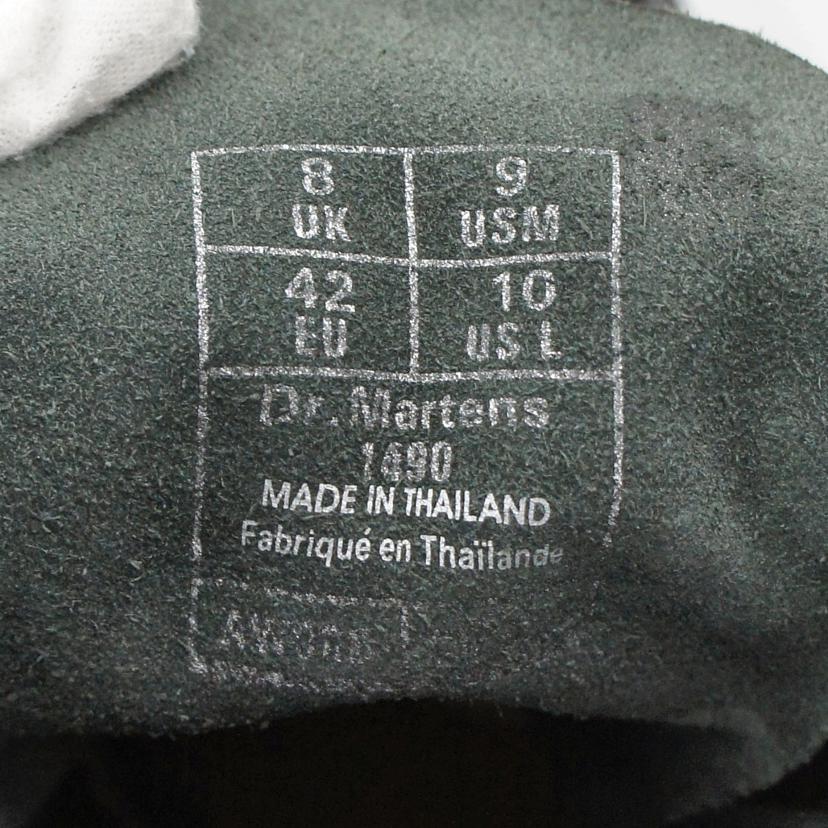 8 9
UK USM
42 10
EU US L
Dr. Martens
1490
MADE IN THAILAND
Fabriqué en Thaïlande